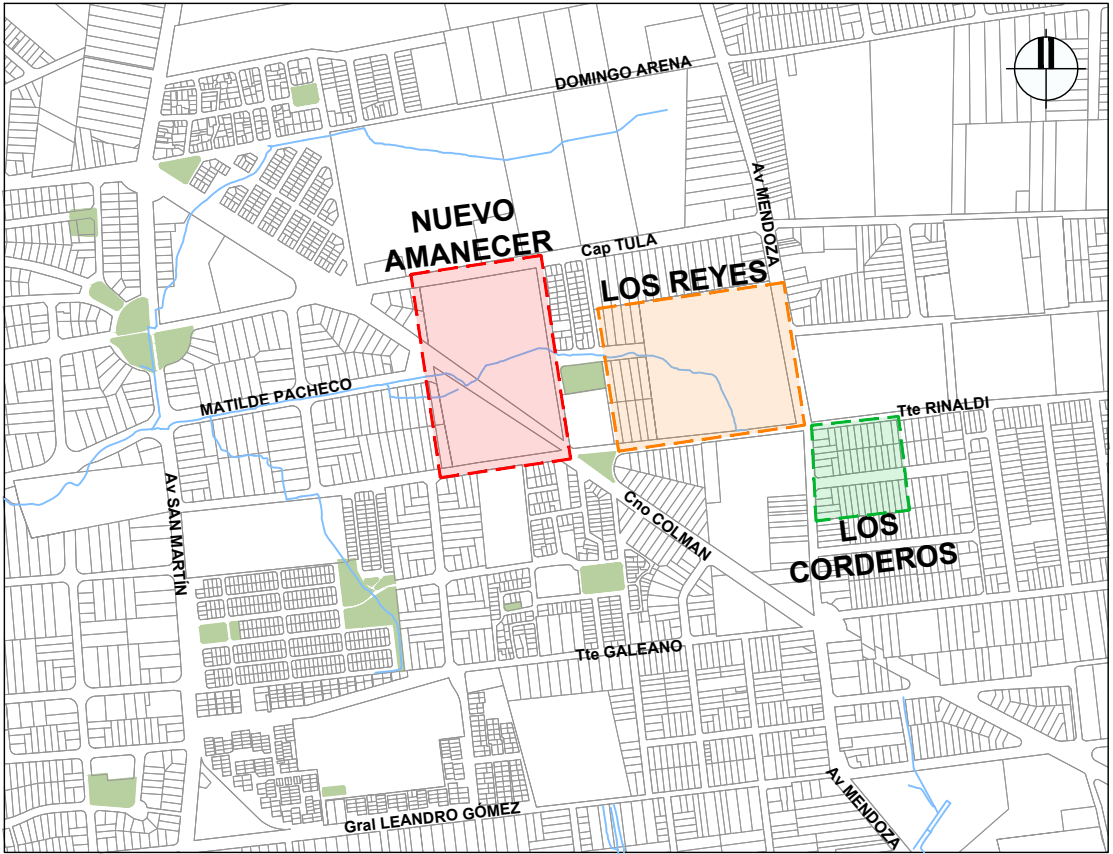 DOMINGO ARENA
Av MENDOZA
NUEVO
AMANECER
Cap TULA
LOS REYES
MATILDE PACHECO
Tte RINALDI
Av SAN MARTÍN
Cno COLMAN
LOS
CORDEROS
Tte GALEANO
Av MENDOZA
Gral LEANDRO GÓMEZ